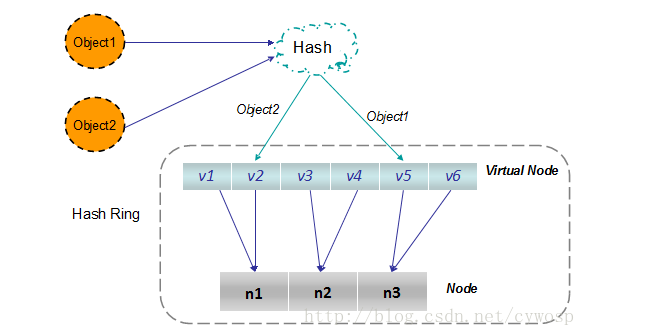 Object1
Hash
Object2
Object2
Object1
v1 v2 v3 v4 v5 v6
Virtual Node
Hash Ring
n1 n2 n3
Node
http://blog.csdn.net/cywosp